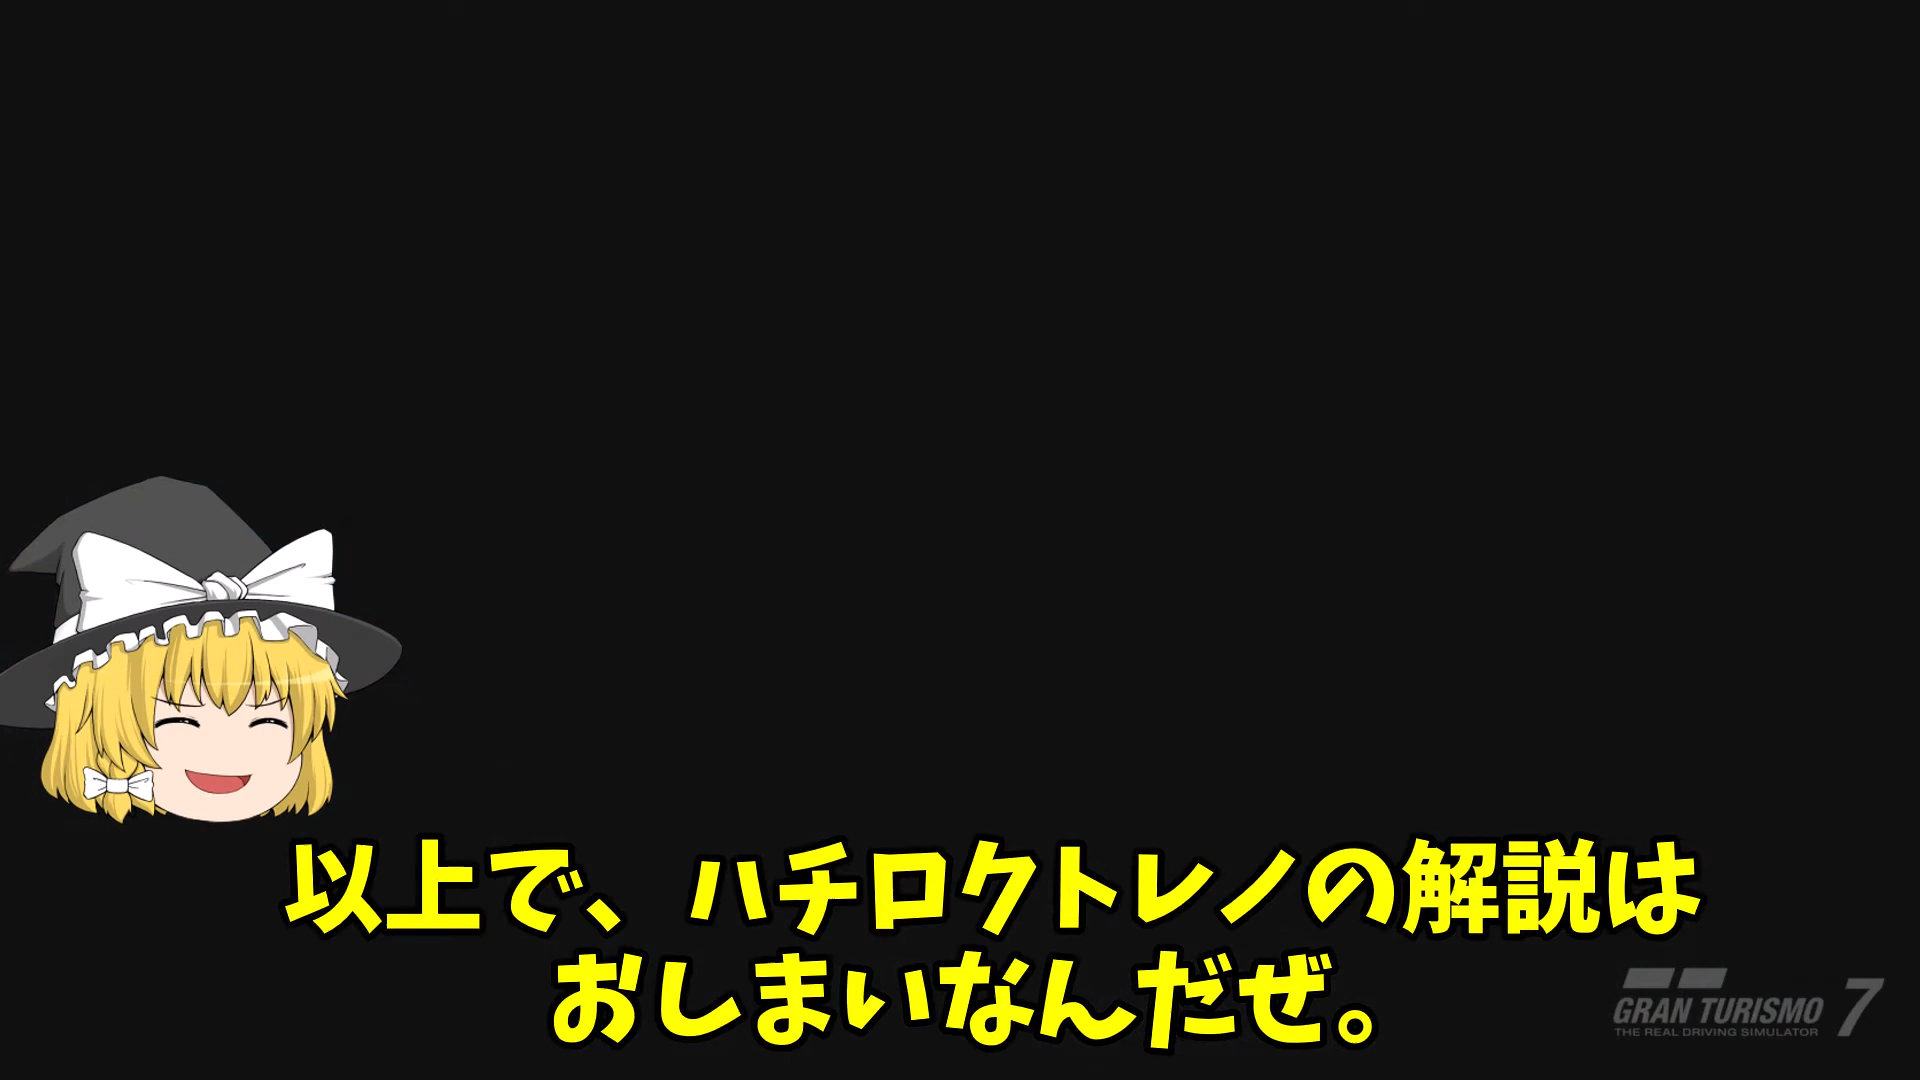 以上で、ハチロクトレノの解説は
おしまいなんだぜ。
GRAN TURISMO 7
THE REAL DRIVING SIMULATOR